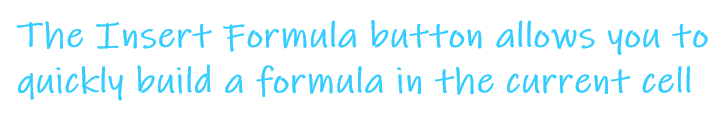 The Insert Formula button allows you to
quickly build a formula in the current cell